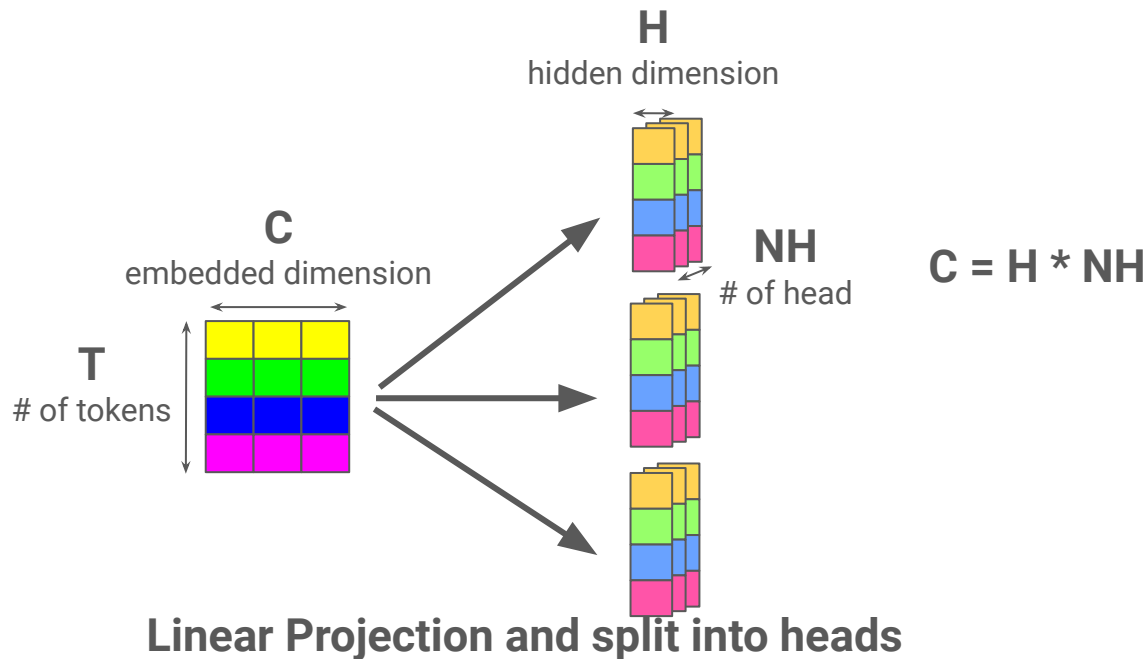 H
hidden dimension
C
embedded dimension
NH
# of head
C = H * NH
T
# of tokens
Linear Projection and split into heads